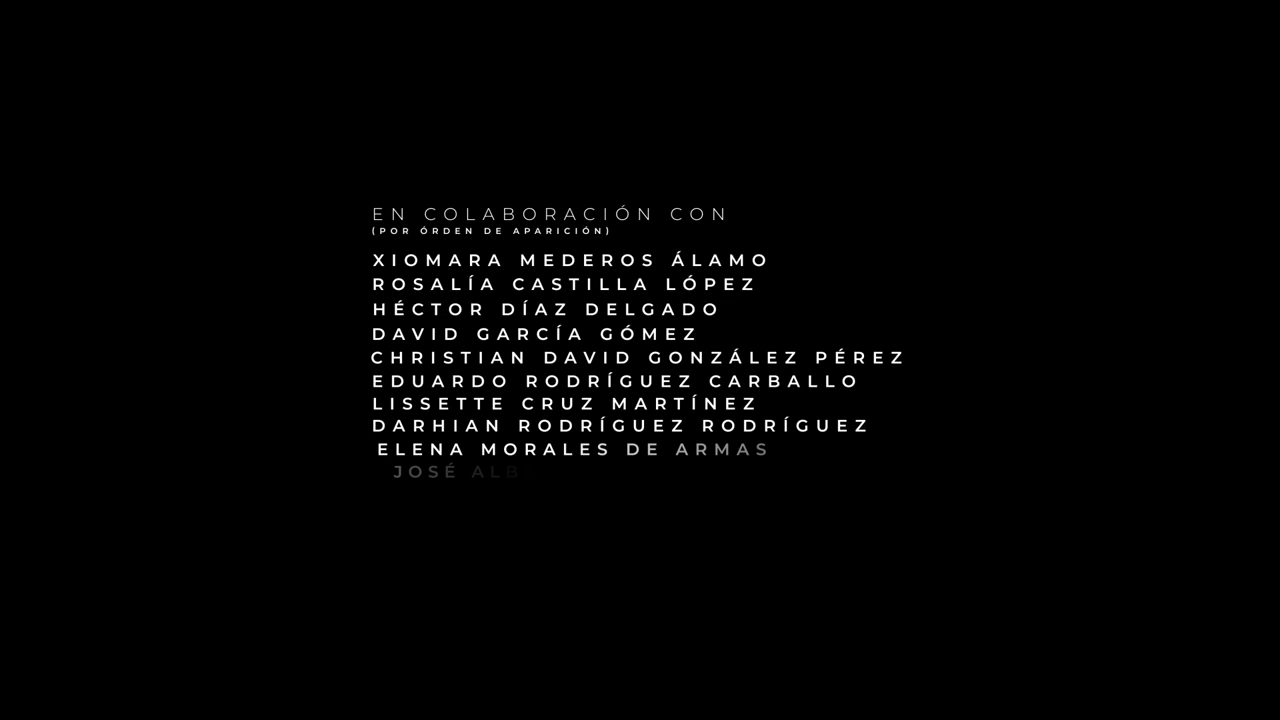 EN COLABORACIÓN CON
(POR ÓRDEN DE APARICIÓN)
XIOMARA MEDEROS ÁLAMO
ROSALÍA CASTILLA LÓPEZ
HÉCTOR DÍAZ DELGADO
DAVID GARCÍA GÓMEZ
CHRISTIAN DAVID GONZÁLEZ PÉREZ
EDUARDO RODRÍGUEZ CARBALLO
LISSETTE CRUZ MARTÍNEZ
DARHIAN RODRÍGUEZ RODRÍGUEZ
ELENA MORALES DE ARMAS
JOSÉ